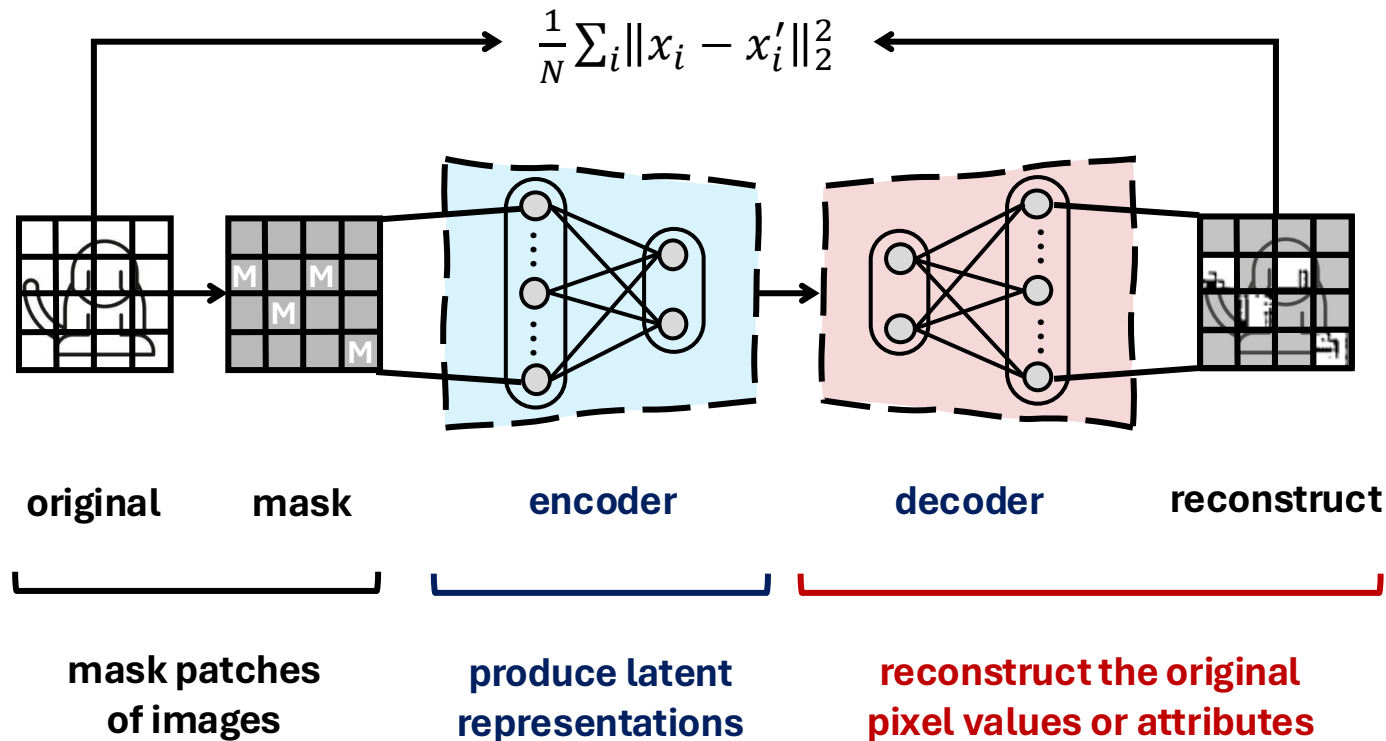 1/N ∑ᵢ‖xᵢ − xᵢ′‖₂²
M M
M
M
original mask encoder decoder reconstruct
mask patches
of images
produce latent
representations
reconstruct the original
pixel values or attributes